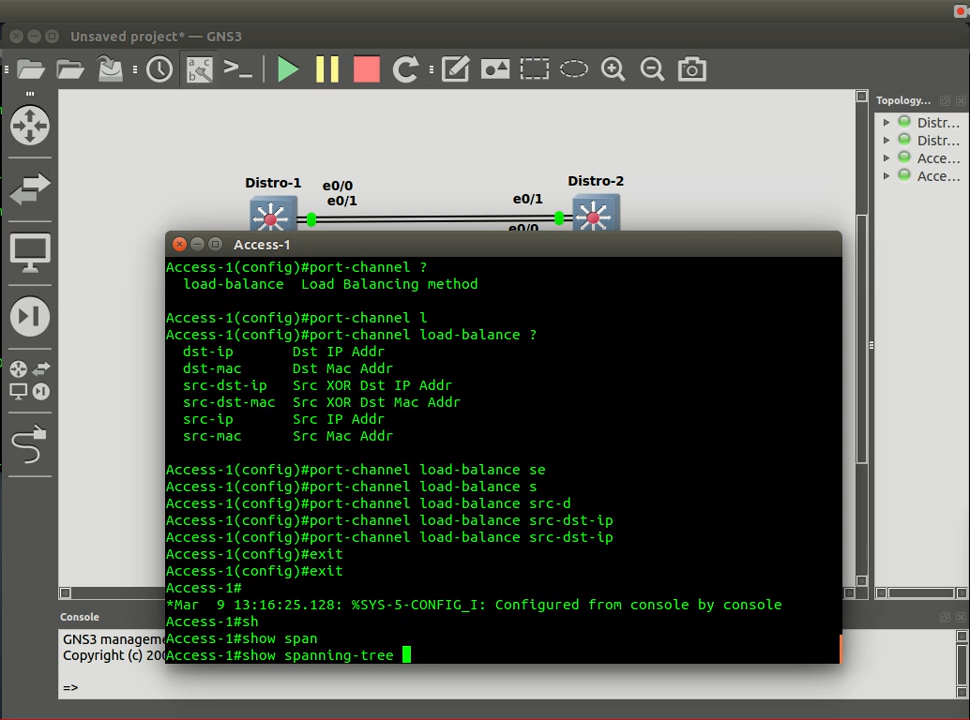 Unsaved project* — GNS3
Topology...
Distr...
Distr...
Acce...
Acce...
Distro-1
e0/0
e0/1
e0/1
Distro-2
e0/0
Access-1
Access-1(config)#port-channel ?
load-balance  Load Balancing method
Access-1(config)#port-channel l
Access-1(config)#port-channel load-balance ?
dst-ip       Dst IP Addr
dst-mac      Dst Mac Addr
src-dst-ip   Src XOR Dst IP Addr
src-dst-mac  Src XOR Dst Mac Addr
src-ip       Src IP Addr
src-mac      Src Mac Addr
Access-1(config)#port-channel load-balance se
Access-1(config)#port-channel load-balance s
Access-1(config)#port-channel load-balance src-d
Access-1(config)#port-channel load-balance src-dst-ip
Access-1(config)#port-channel load-balance src-dst-ip
Access-1(config)#exit
Access-1(config)#exit
Access-1#
*Mar  9 13:16:25.128: %SYS-5-CONFIG_I: Configured from console by console
Access-1#sh
Access-1#show span
Access-1#show spanning-tree
Console
GNS3 managem
Copyright (c) 200
=>